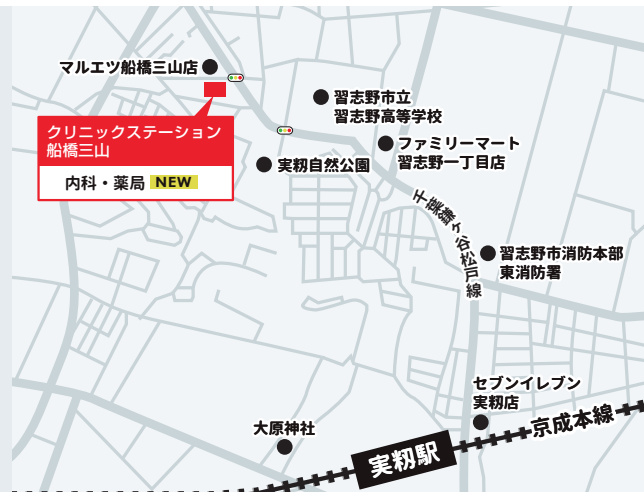 マルエツ船橋三山店
クリニックステーション
船橋三山
内科・薬局 NEW
習志野市立
習志野高等学校
ファミリーマート
習志野一丁目店
実籾自然公園
千葉鎌ヶ谷松戸線
習志野市消防本部
東消防署
セブンイレブン
実籾店
大原神社
実籾駅
京成本線